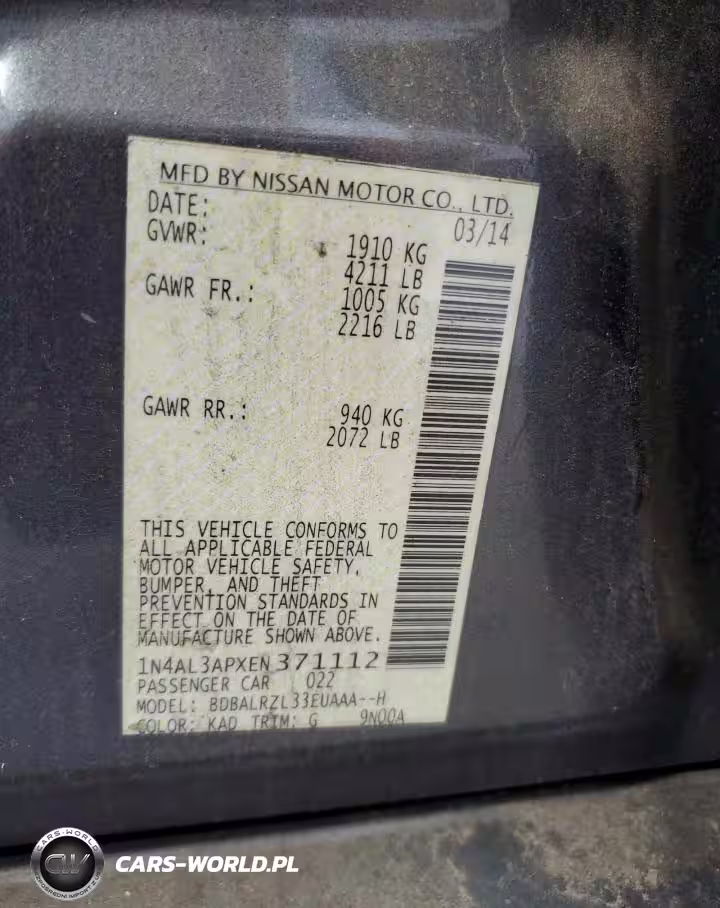 MFD BY NISSAN MOTOR CO., LTD.
DATE: 03/14
GVWR: 1910 KG
4211 LB
GAWR FR.: 1005 KG
2216 LB
GAWR RR.: 940 KG
2072 LB
THIS VEHICLE CONFORMS TO
ALL APPLICABLE FEDERAL
MOTOR VEHICLE SAFETY,
BUMPER, AND THEFT
PREVENTION STANDARDS IN
EFFECT ON THE DATE OF
MANUFACTURE SHOWN ABOVE.
1N4AL3APXEN371112
PASSENGER CAR 022
MODEL: BDBALRZL33EUAAA--H
COLOR: KAD TRIM: G 9N00A
CARS-WORLD
CW
CARS-WORLD.PL